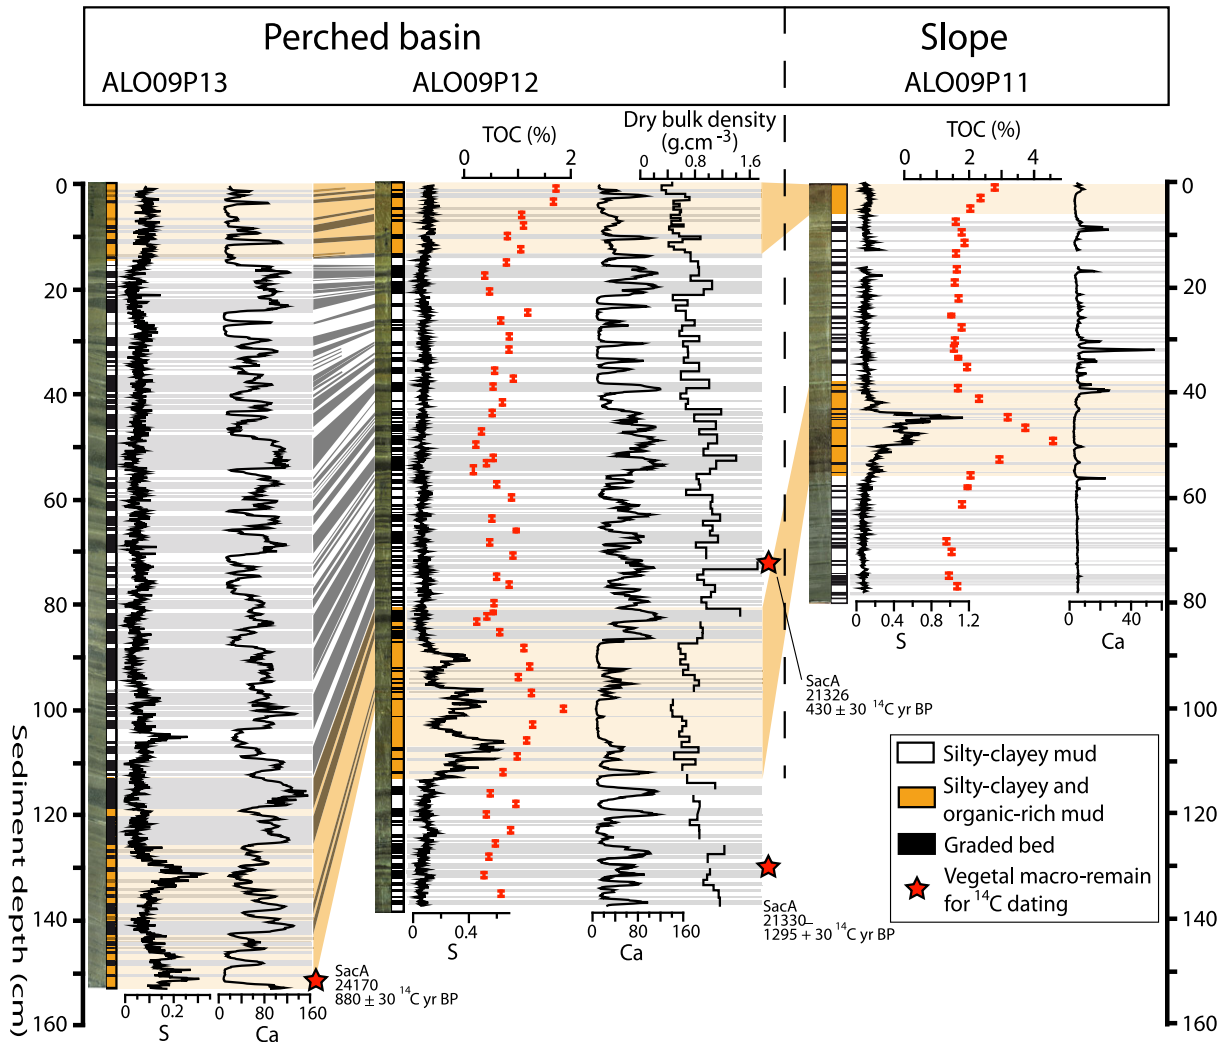 Perched basin
Slope
ALO09P13
ALO09P12
ALO09P11
TOC (%)
0 2
Dry bulk density
(g.cm-3)
0 0.8 1.6
TOC (%)
0 2 4
0
20
40
60
80
100
120
140
160
Sediment depth (cm)
0
20
40
60
80
100
120
140
160
0 0.2
S
0 80 160
Ca
0 0.4
S
0 80 160
Ca
0 0.4 0.8 1.2
S
0 40
Ca
SacA
21326
430 ± 30 14C yr BP
SacA
21330
1295 + 30 14C yr BP
SacA
24170
880 ± 30 14C yr BP
Silty-clayey mud
Silty-clayey and
organic-rich mud
Graded bed
Vegetal macro-remain
for 14C dating